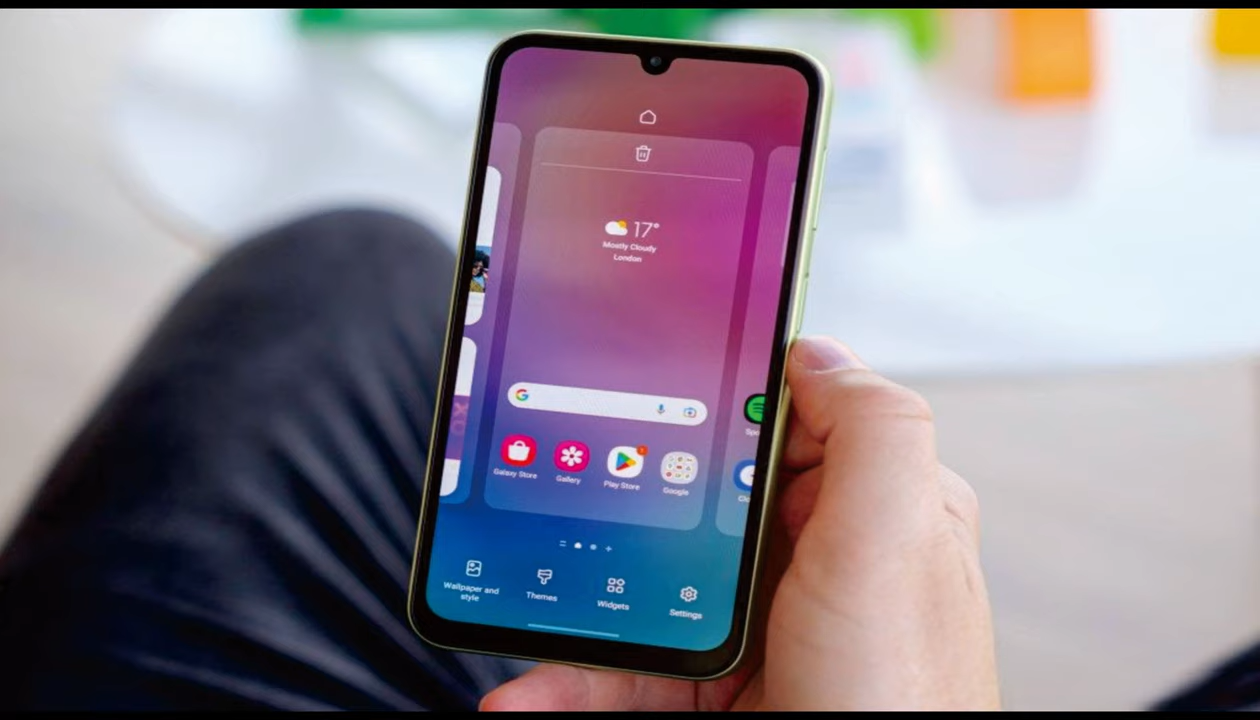 17°
Mostly Cloudy
London
Galaxy Store
Gallery
Play Store
Google
Wallpaper and
style
Themes
Widgets
Settings